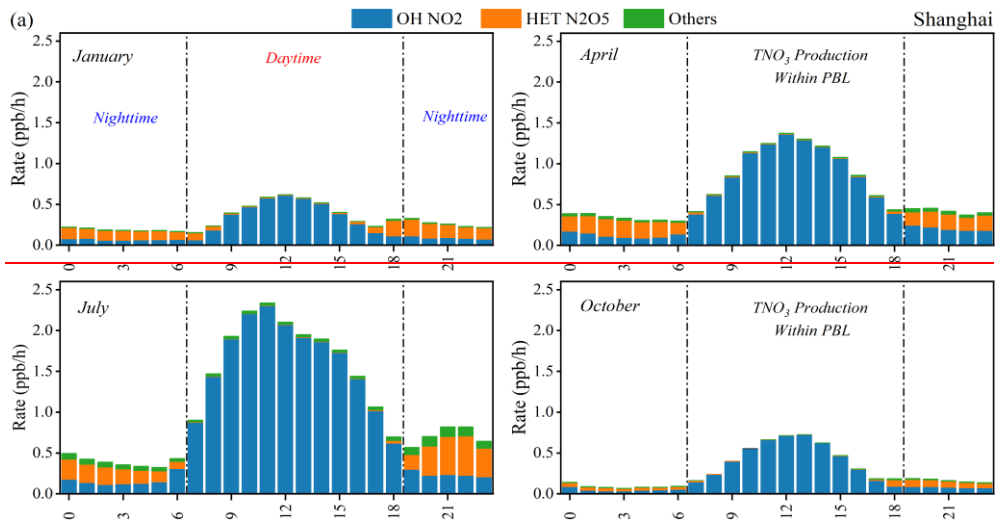 (a) OH NO2 HET N2O5 Others Shanghai
January
Daytime
Nighttime
Nighttime
Rate (ppb/h)
2.5
2.0
1.5
1.0
0.5
0.0
0 3 6 9 12 15 18 21
April
TNO₃ Production
Within PBL
Rate (ppb/h)
2.5
2.0
1.5
1.0
0.5
0.0
0 3 6 9 12 15 18 21
July
Rate (ppb/h)
2.5
2.0
1.5
1.0
0.5
0.0
0 3 6 9 12 15 18 21
October
TNO₃ Production
Within PBL
Rate (ppb/h)
2.5
2.0
1.5
1.0
0.5
0.0
0 3 6 9 12 15 18 21